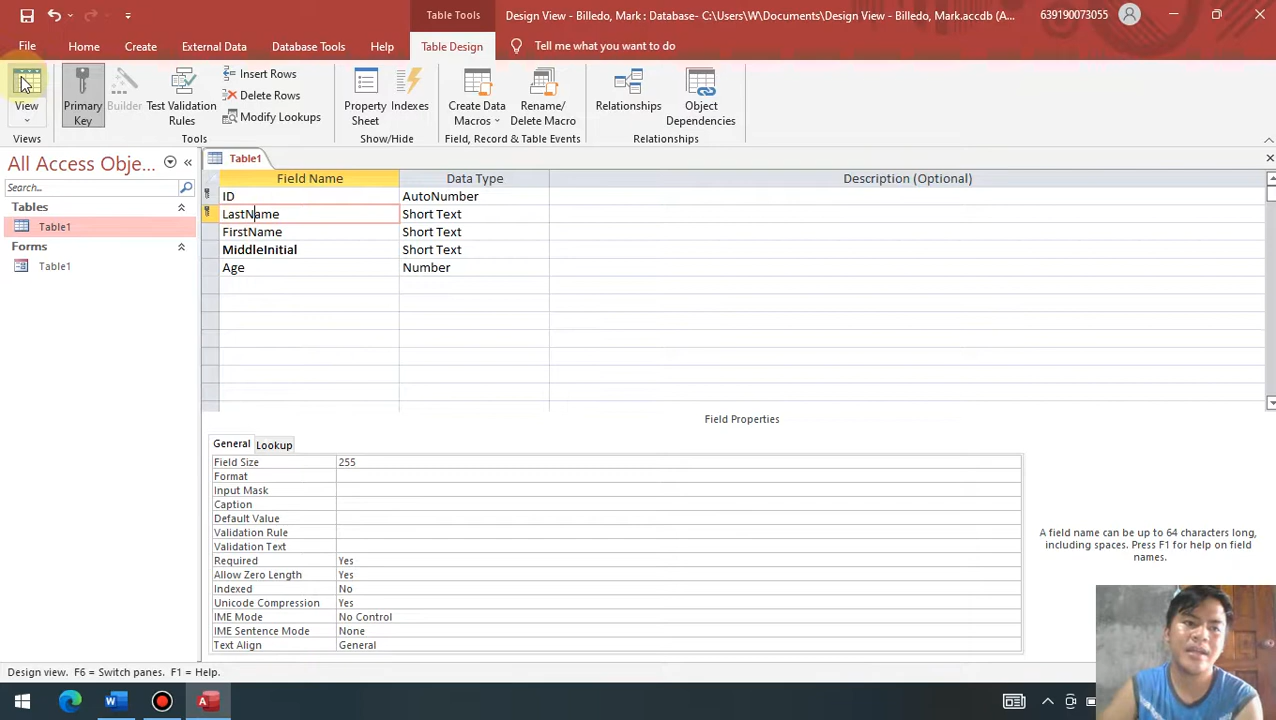 Table Tools
Design View - Billedo, Mark : Database- C:\Users\W\Documents\Design View - Billedo, Mark.accdb (A...
639190073055
File
Home
Create
External Data
Database Tools
Help
Table Design
Tell me what you want to do
View
Primary Key
Builder
Test Validation Rules
Insert Rows
Delete Rows
Modify Lookups
Property Sheet
Indexes
Create Data Macros
Rename/ Delete Macro
Relationships
Object Dependencies
Views
Tools
Show/Hide
Field, Record & Table Events
Relationships
All Access Obje...
Search...
Tables
Table1
Forms
Table1
Table1
Field Name Data Type Description (Optional)
ID AutoNumber
LastName Short Text
FirstName Short Text
MiddleInitial Short Text
Age Number
Field Properties
General Lookup
Field Size 255
Format
Input Mask
Caption
Default Value
Validation Rule
Validation Text
Required Yes
Allow Zero Length Yes
Indexed No
Unicode Compression Yes
IME Mode No Control
IME Sentence Mode None
Text Align General
A field name can be up to 64 characters long,
including spaces. Press F1 for help on field
names.
Design view. F6 = Switch panes. F1 = Help.